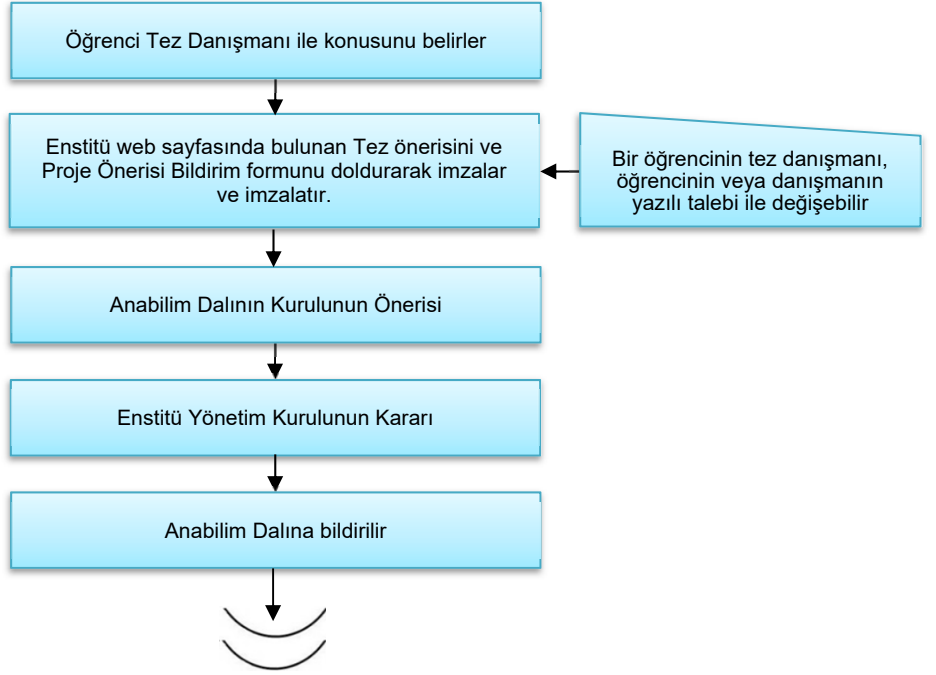 Öğrenci Tez Danışmanı ile konusunu belirler
Enstitü web sayfasında bulunan Tez önerisini ve
Proje Önerisi Bildirim formunu doldurarak imzalar
ve imzalatır.
Bir öğrencinin tez danışmanı,
öğrencinin veya danışmanın
yazılı talebi ile değişebilir
Anabilim Dalının Kurulunun Önerisi
Enstitü Yönetim Kurulunun Kararı
Anabilim Dalına bildirilir